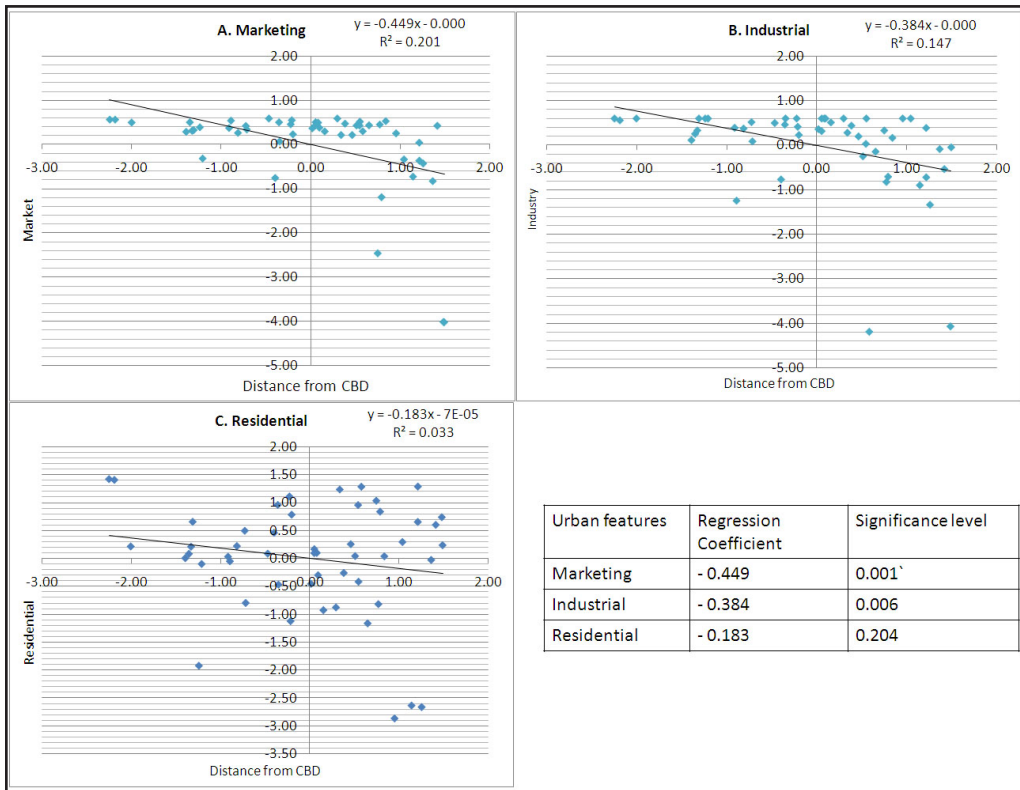 A. Marketing
y = -0.449x - 0.000
R² = 0.201
2.00
1.00
0.00
-3.00 -2.00 -1.00 0.00 1.00 2.00
-1.00
-2.00
-3.00
-4.00
-5.00
Market
Distance from CBD
B. Industrial
y = -0.384x - 0.000
R² = 0.147
2.00
1.00
0.00
-3.00 -2.00 -1.00 0.00 1.00 2.00
-1.00
-2.00
-3.00
-4.00
-5.00
Industry
Distance from CBD
C. Residential
y = -0.183x - 7E-05
R² = 0.033
2.00
1.50
1.00
0.50
0.00
-3.00 -2.00 -1.00 0.00 1.00 2.00
-0.50
-1.00
-1.50
-2.00
-2.50
-3.00
-3.50
Residential
Distance from CBD
Urban features Regression Significance level
Coefficient
Marketing - 0.449 0.001`
Industrial - 0.384 0.006
Residential - 0.183 0.204